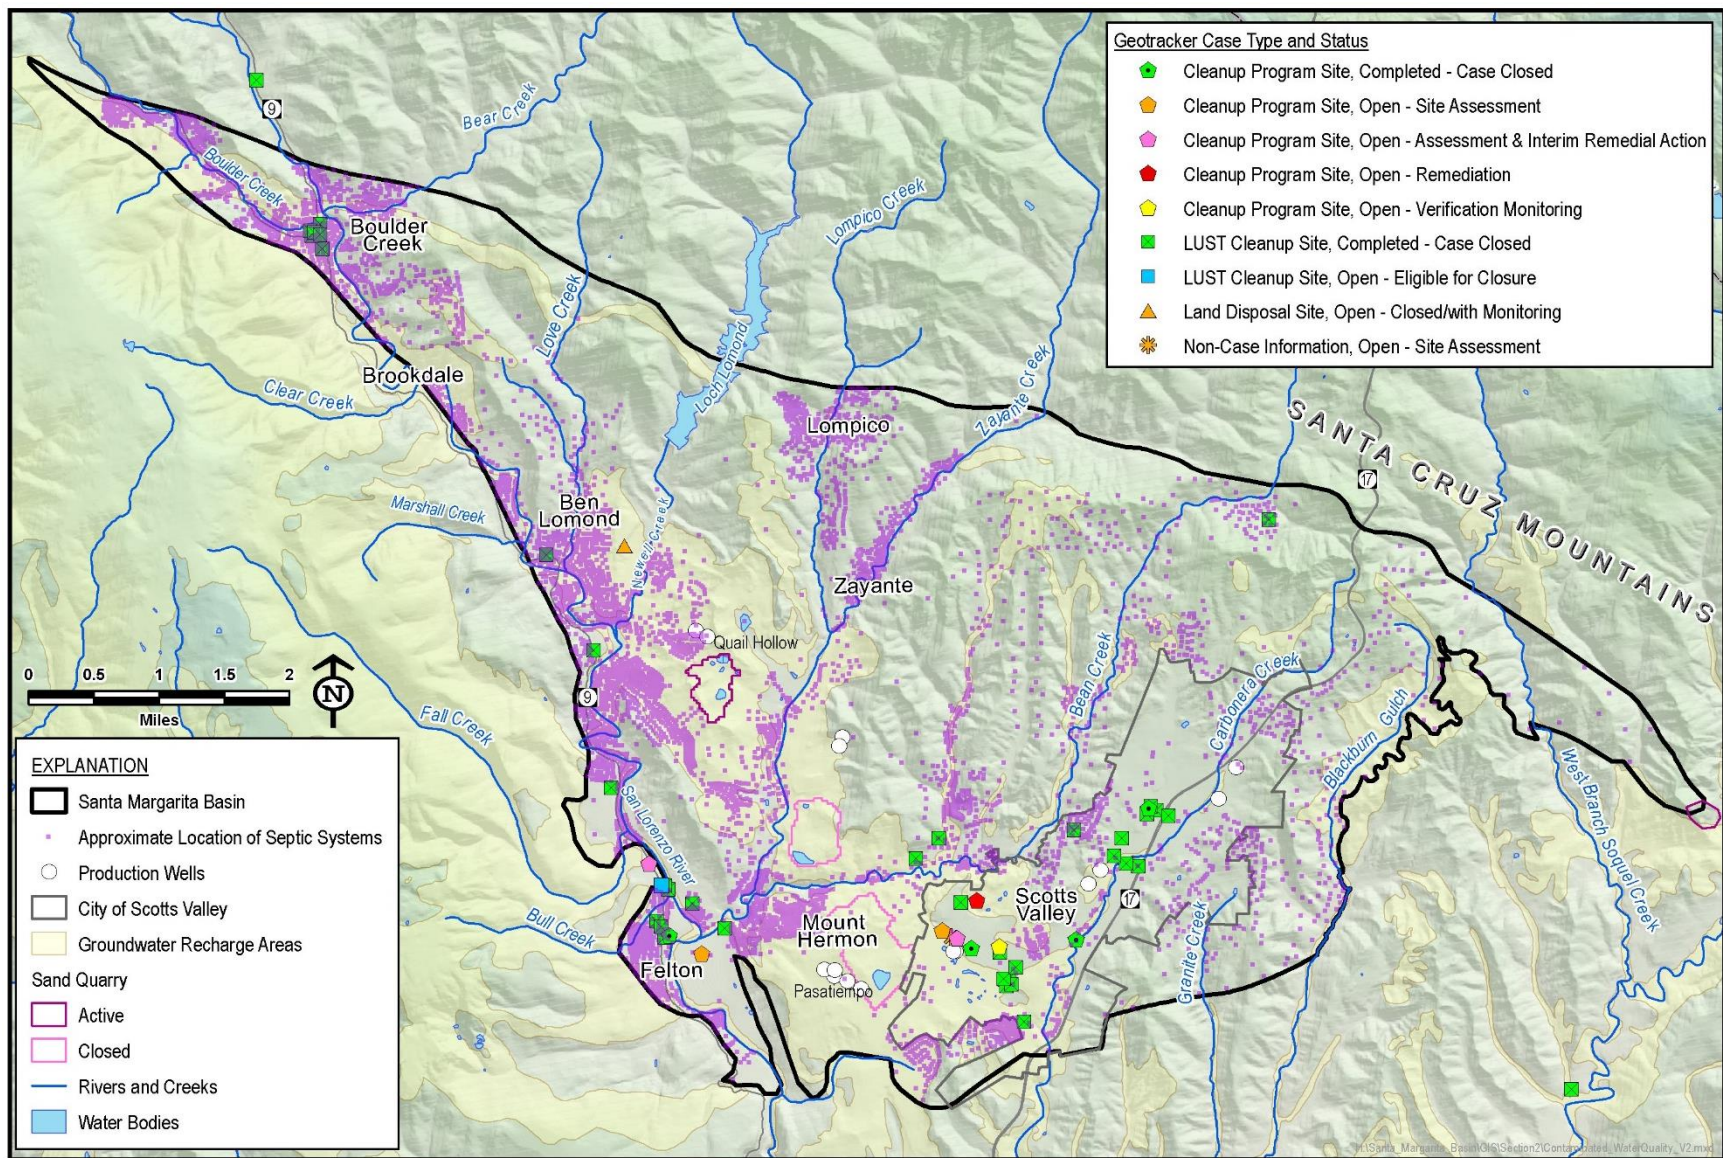 Geotracker Case Type and Status
Cleanup Program Site, Completed - Case Closed
Cleanup Program Site, Open - Site Assessment
Cleanup Program Site, Open - Assessment & Interim Remedial Action
Cleanup Program Site, Open - Remediation
Cleanup Program Site, Open - Verification Monitoring
LUST Cleanup Site, Completed - Case Closed
LUST Cleanup Site, Open - Eligible for Closure
Land Disposal Site, Open - Closed/with Monitoring
Non-Case Information, Open - Site Assessment
9
Bear Creek
Boulder Creek
Boulder
Creek
Lompico Creek
Love Creek
Loch Lomond
Brookdale
Clear Creek
Zayante Creek
Lompico
SANTA CRUZ MOUNTAINS
17
Marshall Creek
Ben
Lomond
Newell Creek
Zayante
Quail Hollow
Bean Creek
Carbonera Creek
Blackburn Gulch
0 0.5 1 1.5 2
Miles
N
9
Fall Creek
San Lorenzo River
West Branch Soquel Creek
Bull Creek
Felton
Mount
Hermon
Pasatiempo
Scotts
Valley
17
Granite Creek
EXPLANATION
Santa Margarita Basin
Approximate Location of Septic Systems
Production Wells
City of Scotts Valley
Groundwater Recharge Areas
Sand Quarry
Active
Closed
Rivers and Creeks
Water Bodies
\Santa_Margarita_Basin\GIS\Section2\Contaminated_WaterQuality_V2.mxd